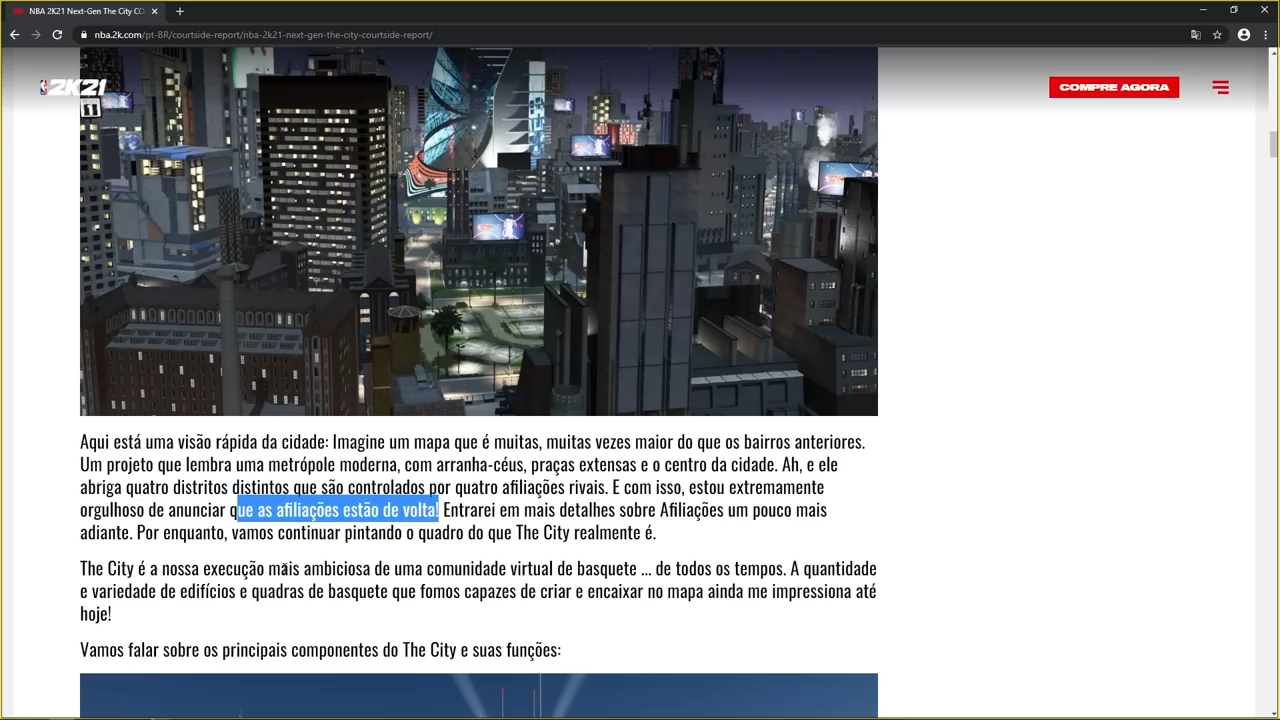 NBA 2K21 Next-Gen The City CO
nba.2k.com/pt-BR/courtside-report/nba-2k21-next-gen-the-city-courtside-report/
2K21
COMPRE AGORA
Aqui está uma visão rápida da cidade: Imagine um mapa que é muitas, muitas vezes maior do que os bairros anteriores.
Um projeto que lembra uma metrópole moderna, com arranha-céus, praças extensas e o centro da cidade. Ah, e ele
abriga quatro distritos distintos que são controlados por quatro afiliações rivais. E com isso, estou extremamente
orgulhoso de anunciar que as afiliações estão de volta! Entrarei em mais detalhes sobre Afiliações um pouco mais
adiante. Por enquanto, vamos continuar pintando o quadro do que The City realmente é.
The City é a nossa execução mais ambiciosa de uma comunidade virtual de basquete ... de todos os tempos. A quantidade
e variedade de edifícios e quadras de basquete que fomos capazes de criar e encaixar no mapa ainda me impressiona até
hoje!
Vamos falar sobre os principais componentes do The City e suas funções: